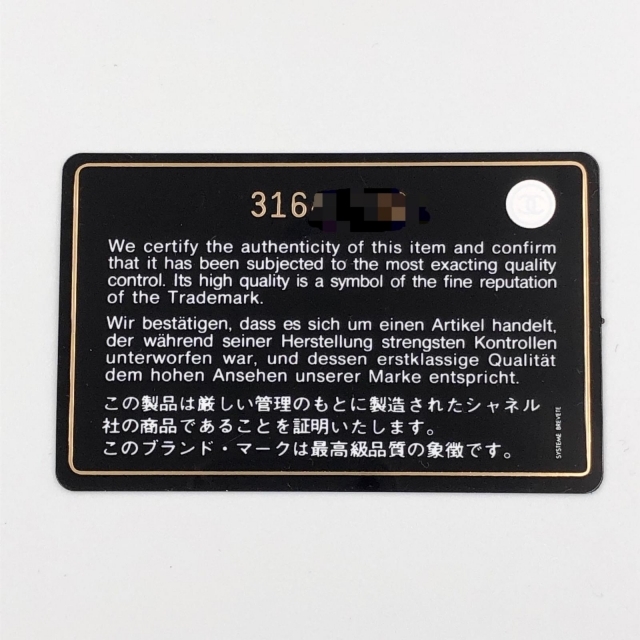 316
We certify the authenticity of this item and confirm
that it has been subjected to the most exacting quality
control. Its high quality is a symbol of the fine reputation
of the Trademark.
Wir bestätigen, dass es sich um einen Artikel handelt,
der während seiner Herstellung strengsten Kontrollen
unterworfen war, und dessen erstklassige Qualität
dem hohen Ansehen unserer Marke entspricht.
この製品は厳しい管理のもとに製造されたシャネル
社の商品であることを証明いたします。
このブランド・マークは最高級品質の象徴です。
SYSTEME BREVETE